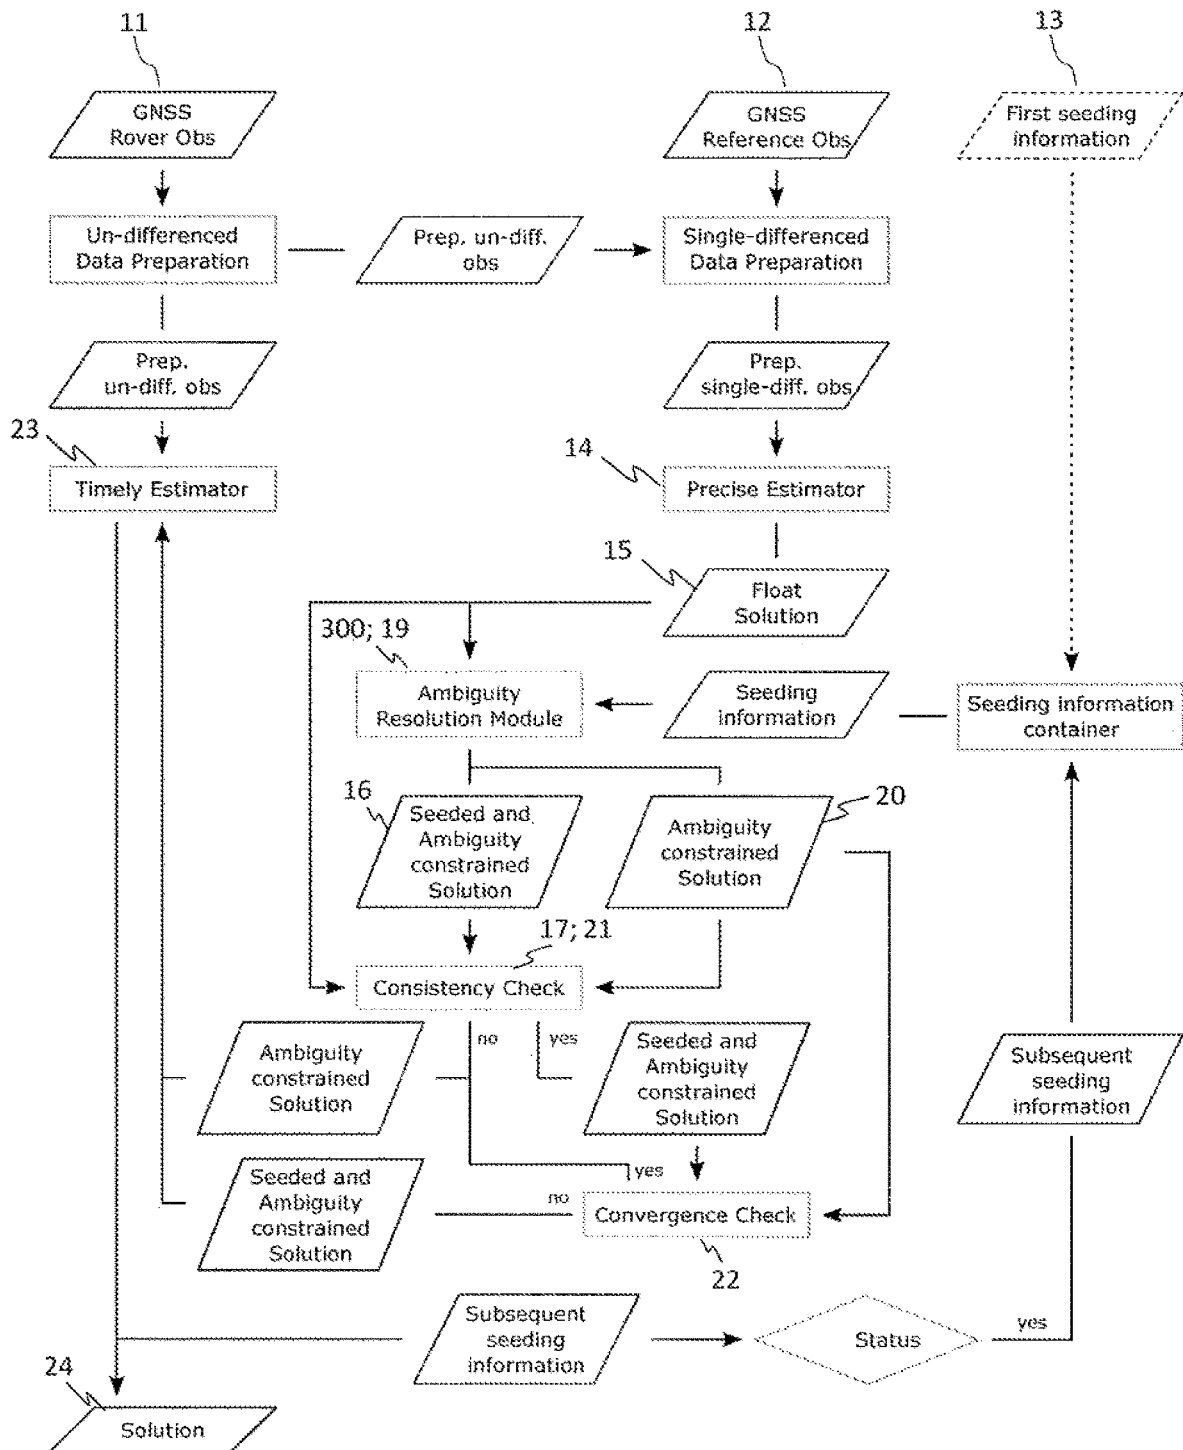 11
12
13
GNSS
Rover Obs
GNSS
Reference Obs
First seeding
information
Un-differenced
Data Preparation
Prep. un-diff.
obs
Single-differenced
Data Preparation
Prep.
un-diff. obs
Prep.
single-diff. obs
23
14
Timely Estimator
Precise Estimator
15
Float
Solution
300; 19
Ambiguity
Resolution Module
Seeding
information
Seeding information
container
16
20
Seeded and
Ambiguity
constrained
Solution
Ambiguity
constrained
Solution
17; 21
Consistency Check
no
yes
Ambiguity
constrained
Solution
Seeded and
Ambiguity
constrained
Solution
Subsequent
seeding
information
yes
Seeded and
Ambiguity
constrained
Solution
no
Convergence Check
22
Subsequent
seeding
information
Status
yes
24
Solution